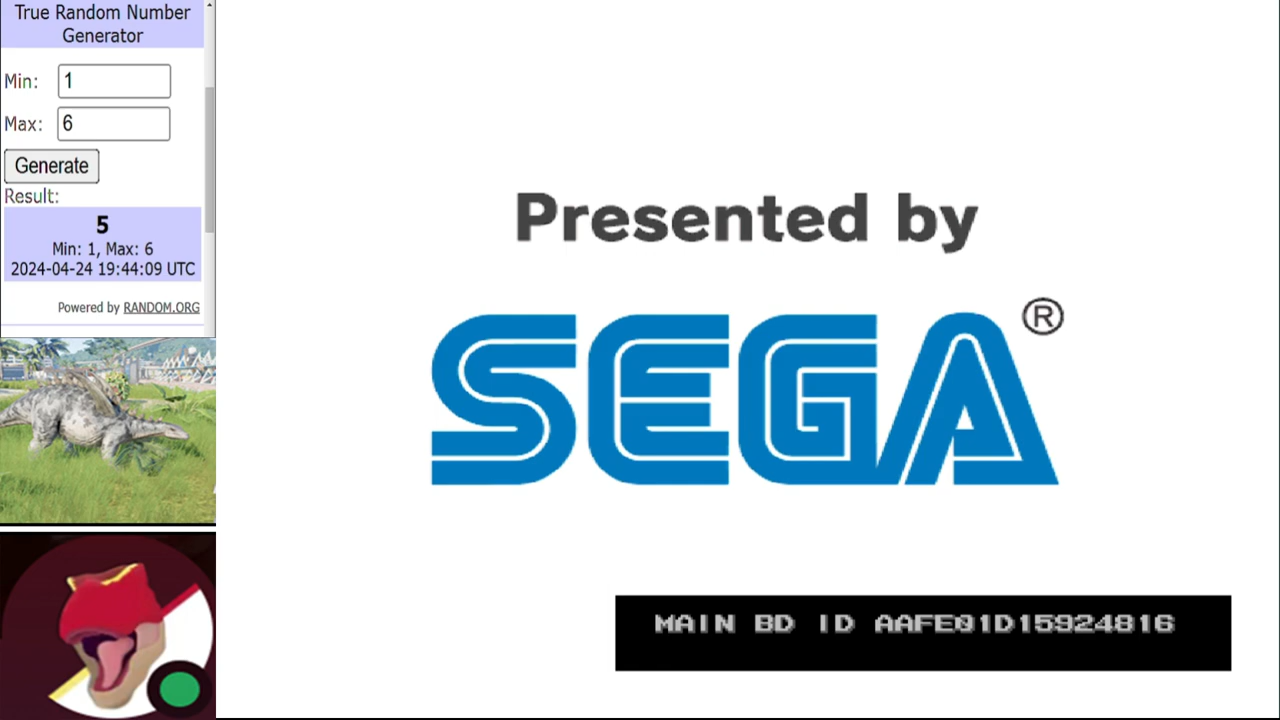 True Random Number
Generator
Min: 1
Max: 6
Generate
Result:
5
Min: 1, Max: 6
2024-04-24 19:44:09 UTC
Powered by RANDOM.ORG
Presented by
SEGA®
MAIN BD ID AAFE01D15924816